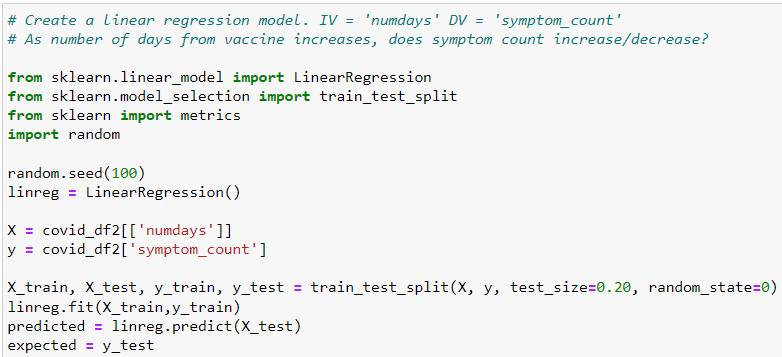 # Create a linear regression model. IV = 'numdays' DV = 'symptom_count'
# As number of days from vaccine increases, does symptom count increase/decrease?
from sklearn.linear_model import LinearRegression
from sklearn.model_selection import train_test_split
from sklearn import metrics
import random
random.seed(100)
linreg = LinearRegression()
X = covid_df2[['numdays']]
y = covid_df2['symptom_count']
X_train, X_test, y_train, y_test = train_test_split(X, y, test_size=0.20, random_state=0)
linreg.fit(X_train,y_train)
predicted = linreg.predict(X_test)
expected = y_test